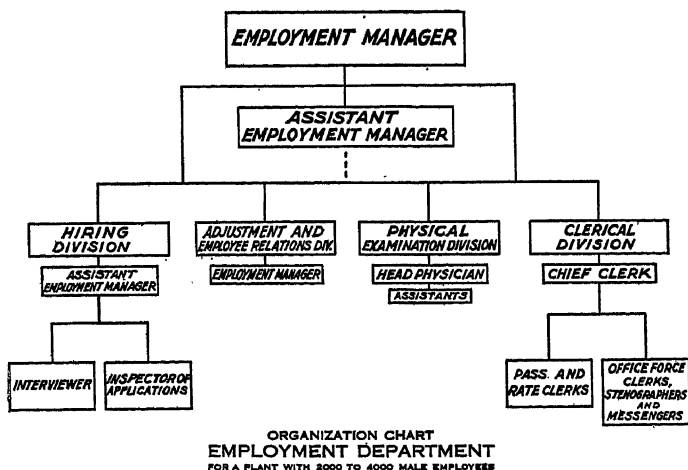 EMPLOYMENT MANAGER
ASSISTANT
EMPLOYMENT MANAGER
HIRING
DIVISION
ADJUSTMENT AND
EMPLOYEE RELATIONS DIV.
PHYSICAL
EXAMINATION DIVISION
CLERICAL
DIVISION
ASSISTANT
EMPLOYMENT MANAGER
EMPLOYMENT MANAGER
HEAD PHYSICIAN
ASSISTANTS
CHIEF CLERK
INTERVIEWER
INSPECTOR OF
APPLICATIONS
PASS. AND
RATE CLERKS
OFFICE FORCE
CLERKS,
STENOGRAPHERS
AND
MESSENGERS
ORGANIZATION CHART
EMPLOYMENT DEPARTMENT
FOR A PLANT WITH 2000 TO 4000 MALE EMPLOYEES